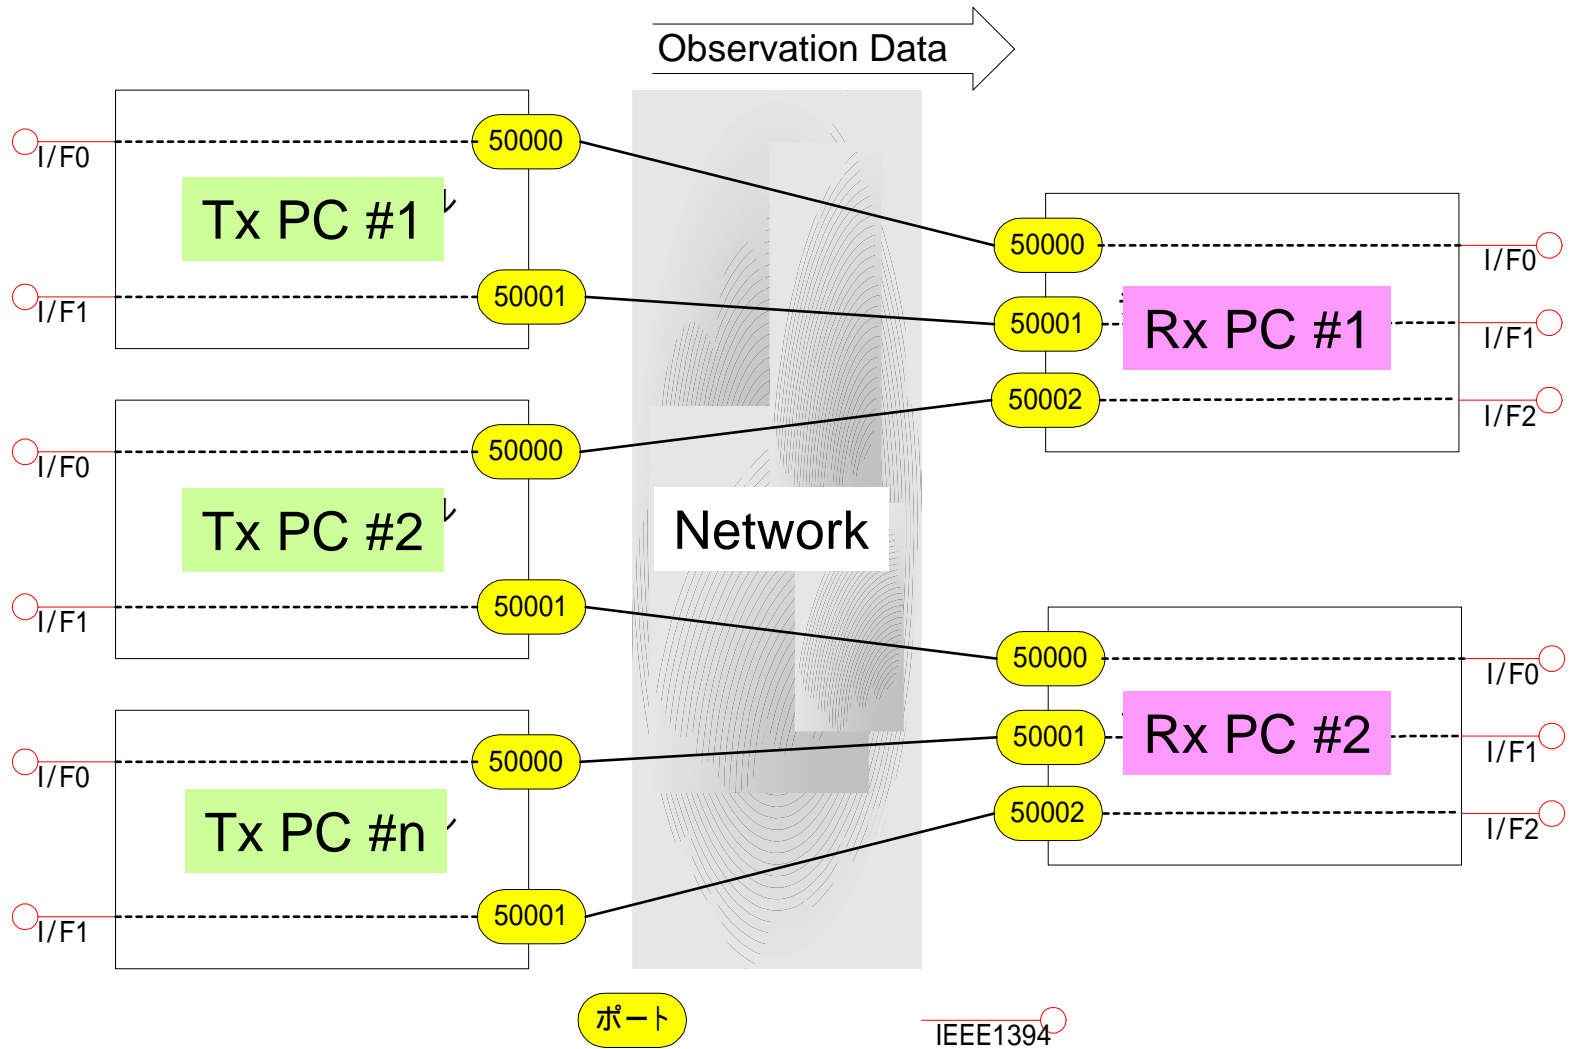 Observation Data
I/F0
50000
Tx PC #1
I/F1
50001
50000
I/F0
50001
Rx PC #1
I/F1
50002
I/F2
I/F0
50000
Tx PC #2
Network
I/F1
50001
50000
I/F0
50001
Rx PC #2
I/F1
50002
I/F2
I/F0
50000
Tx PC #n
I/F1
50001
ポート
IEEE1394